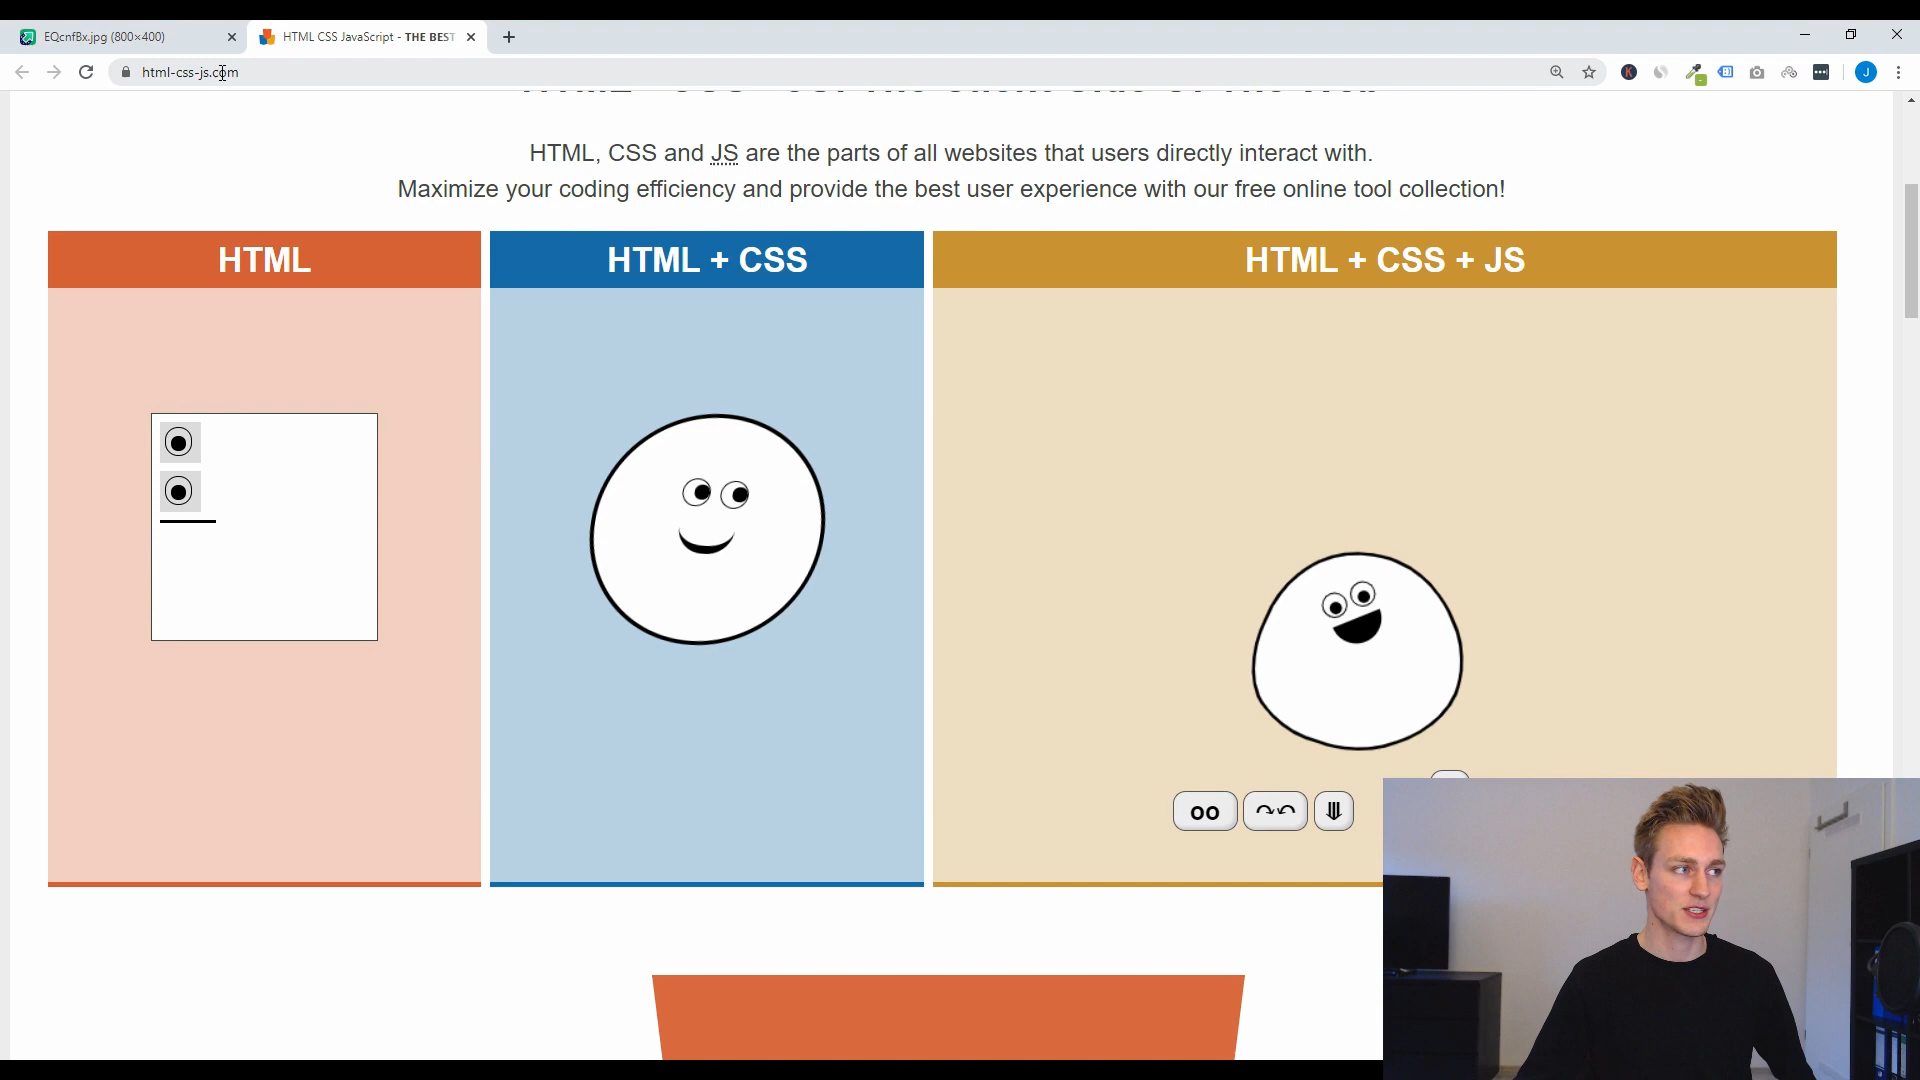 EQcnfBx.jpg (800×400)
HTML CSS JavaScript - THE BEST
html-css-js.com
J
HTML, CSS and JS are the parts of all websites that users directly interact with.
Maximize your coding efficiency and provide the best user experience with our free online tool collection!
HTML
HTML + CSS
HTML + CSS + JS
oo